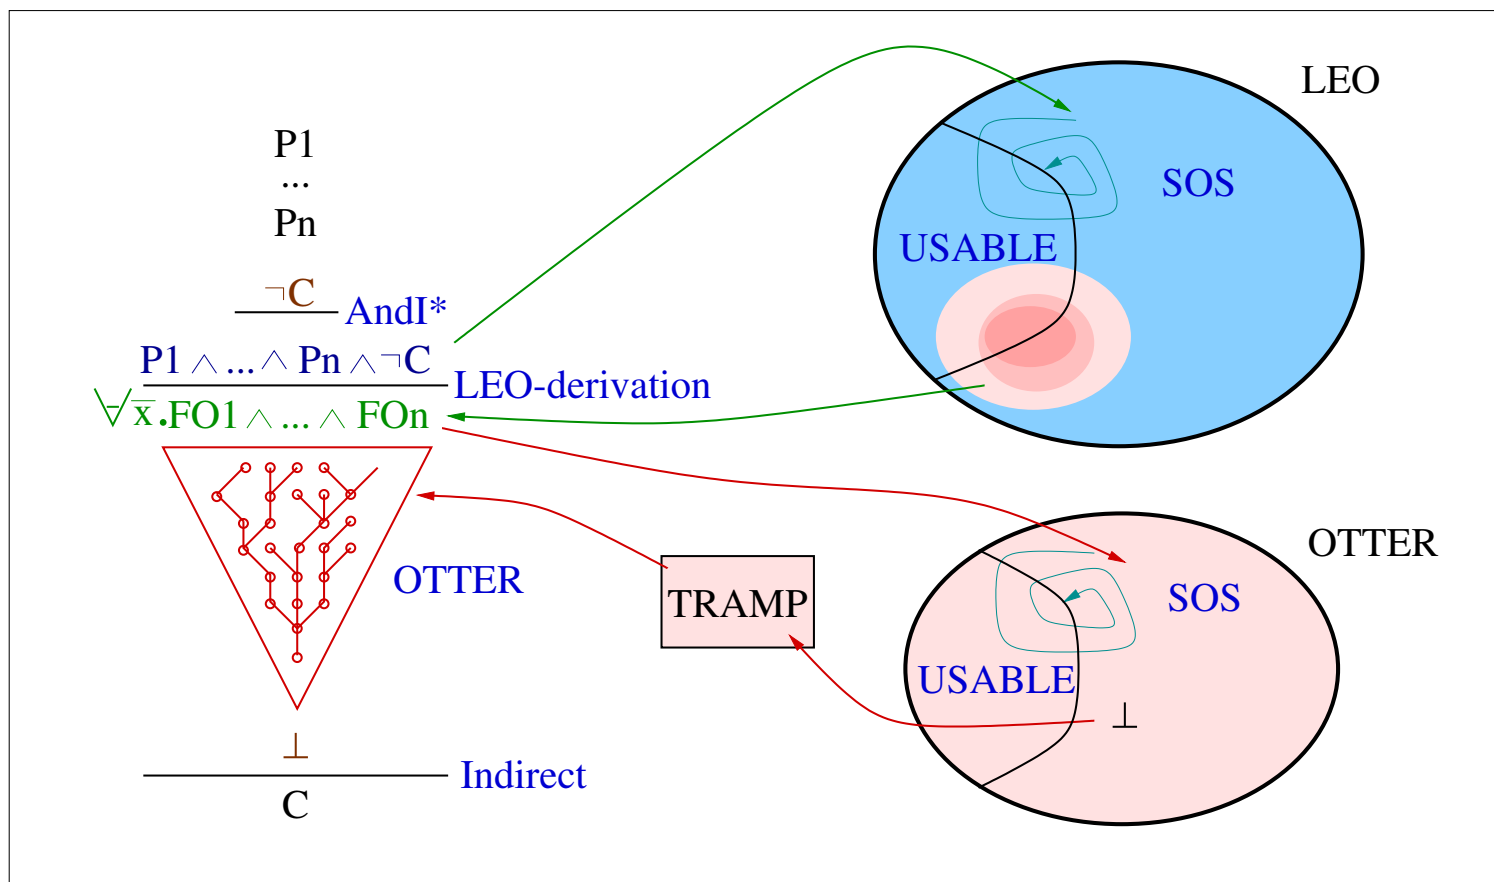 P1
...
Pn
¬C
AndI*
P1 ∧ ... ∧ Pn ∧ ¬C
LEO-derivation
∀x̅.FO1 ∧ ... ∧ FOn
OTTER
⊥
Indirect
C
TRAMP
LEO
SOS
USABLE
OTTER
SOS
USABLE
⊥